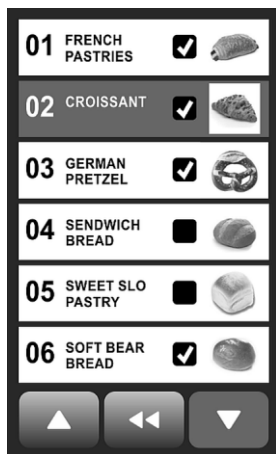 01 FRENCH
PASTRIES
02 CROISSANT
03 GERMAN
PRETZEL
04 SENDWICH
BREAD
05 SWEET SLO
PASTRY
06 SOFT BEAR
BREAD